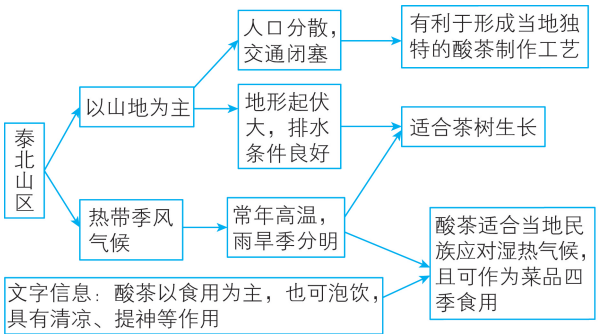 人口分散，
交通闭塞
有利于形成当地独
特的酸茶制作工艺
以山地为主
地形起伏
大，排水
条件良好
适合茶树生长
泰
北
山
区
热带季风
气候
常年高温，
雨旱季分明
酸茶适合当地民
族应对湿热气候，
且可作为菜品四
季食用
文字信息：酸茶以食用为主，也可泡饮，
具有清凉、提神等作用